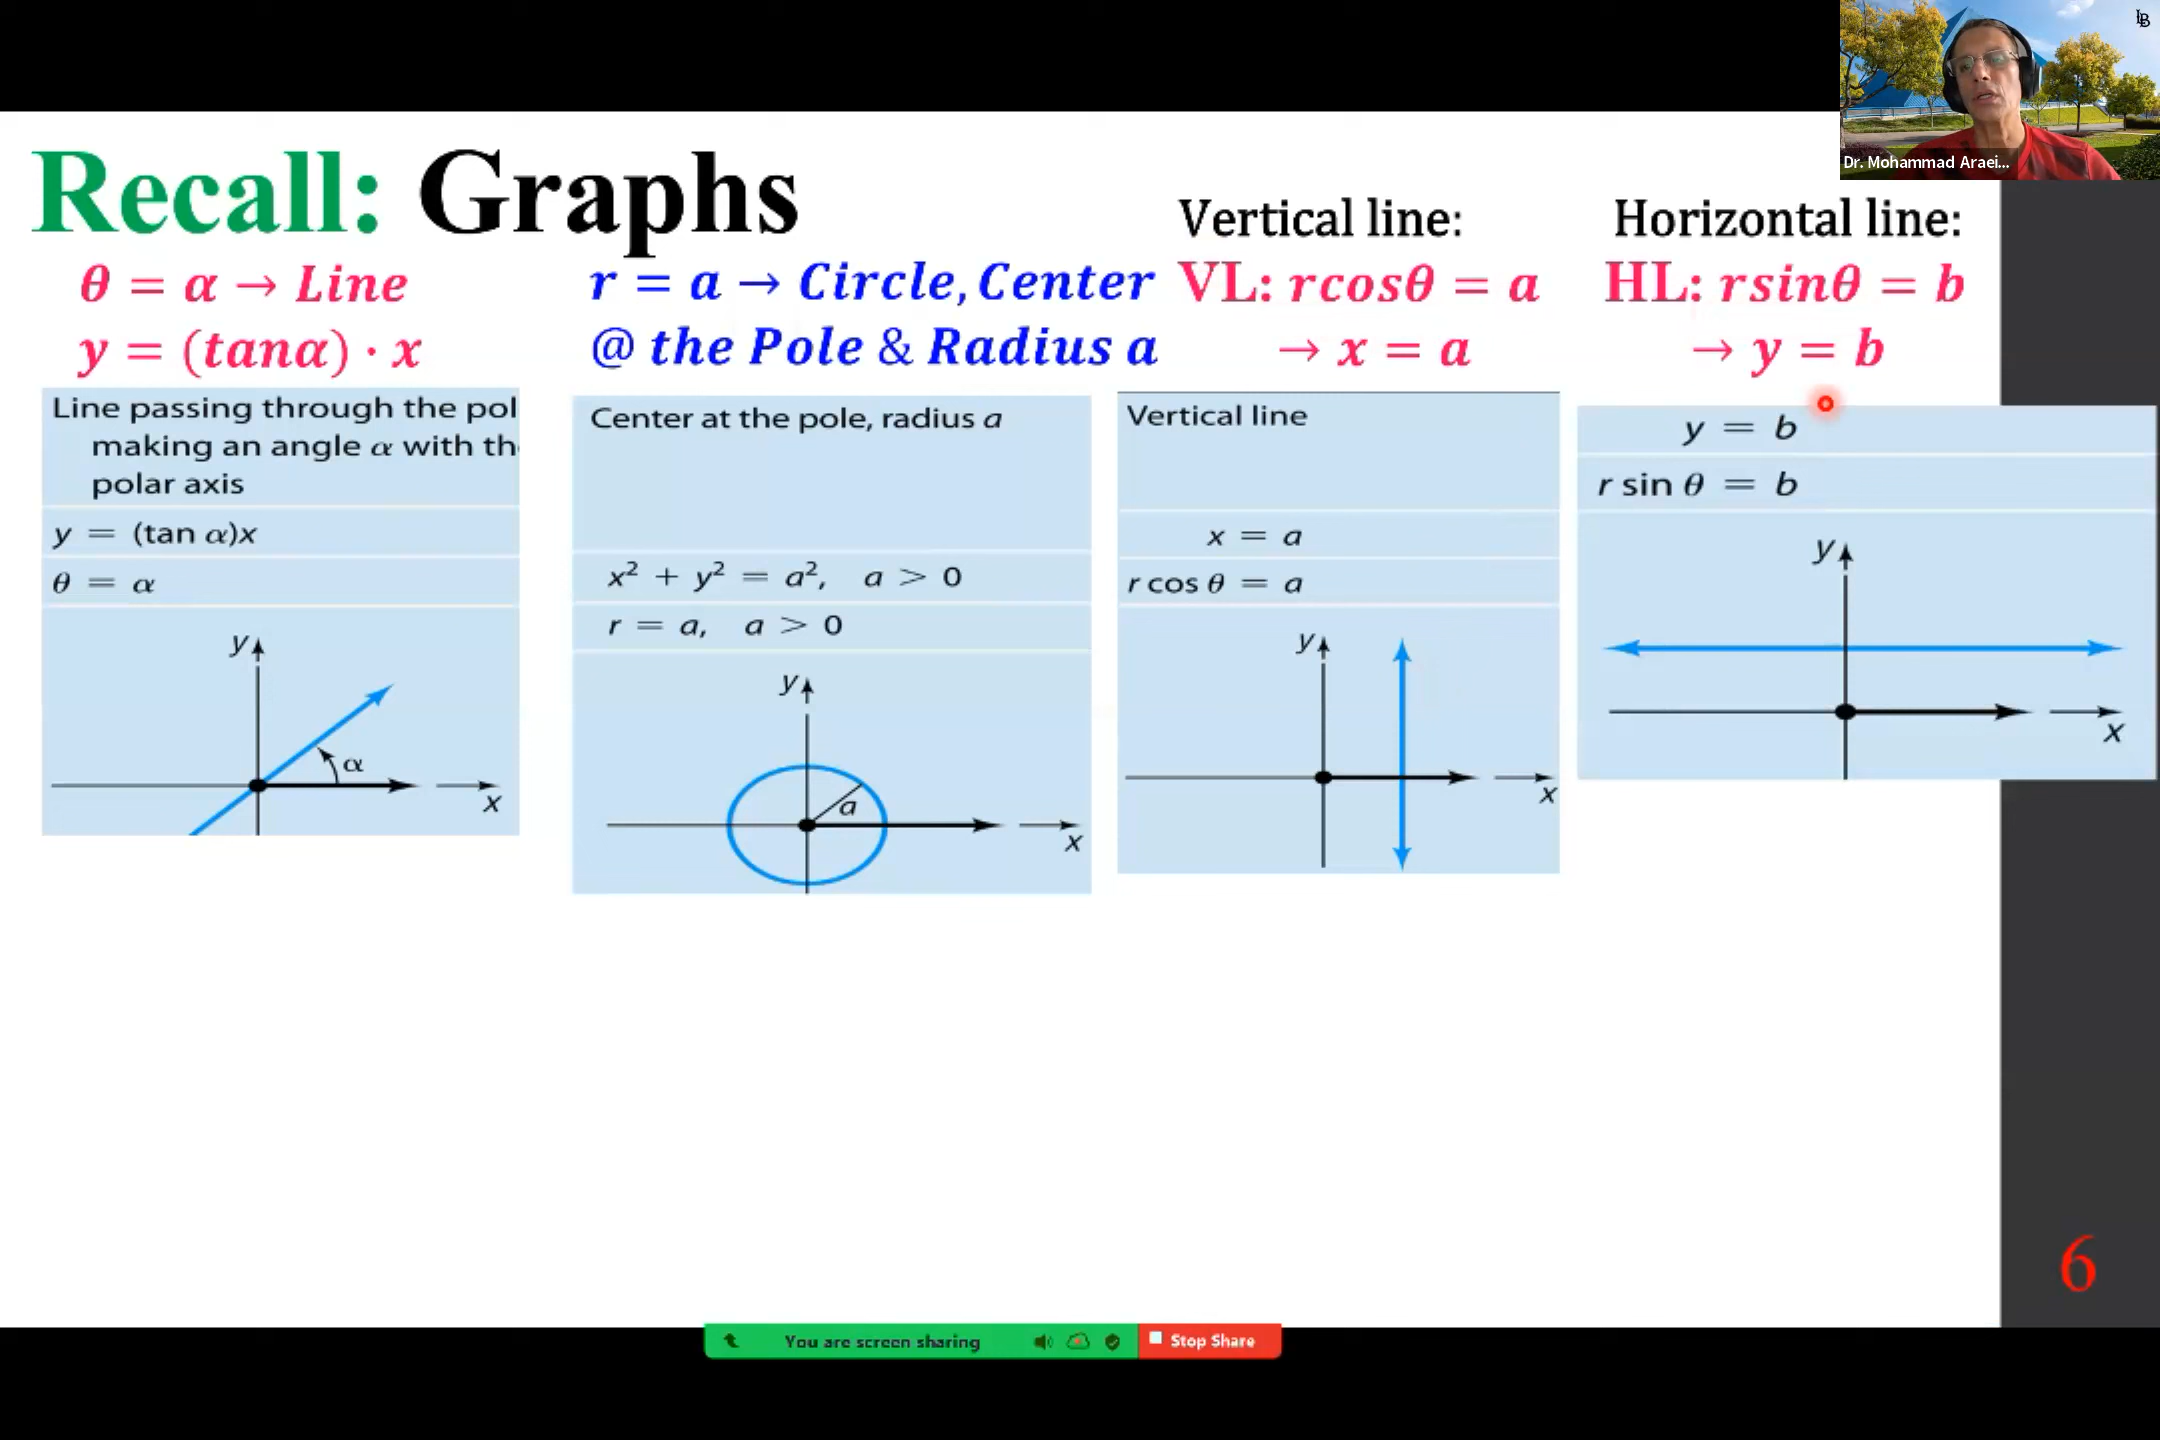 LB
Dr. Mohammad Araei...
Recall: Graphs
θ = α → Line
y = (tanα) · x
r = a → Circle, Center
@ the Pole & Radius a
Vertical line:
VL: rcosθ = a
→ x = a
Horizontal line:
HL: rsinθ = b
→ y = b
Line passing through the pol
making an angle α with th
polar axis
y = (tan α)x
θ = α
y
α
x
Center at the pole, radius a
x² + y² = a², a > 0
r = a, a > 0
y
a
x
Vertical line
x = a
r cos θ = a
y
x
y = b
r sin θ = b
y
x
6
You are screen sharing
Stop Share